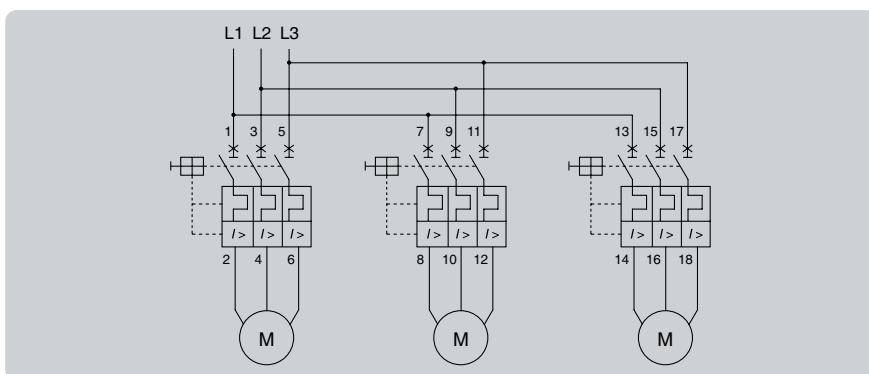 L1 L2 L3
1 3 5 7 9 11 13 15 17
I > I > I > I > I > I > I > I > I >
2 4 6 8 10 12 14 16 18
M M M